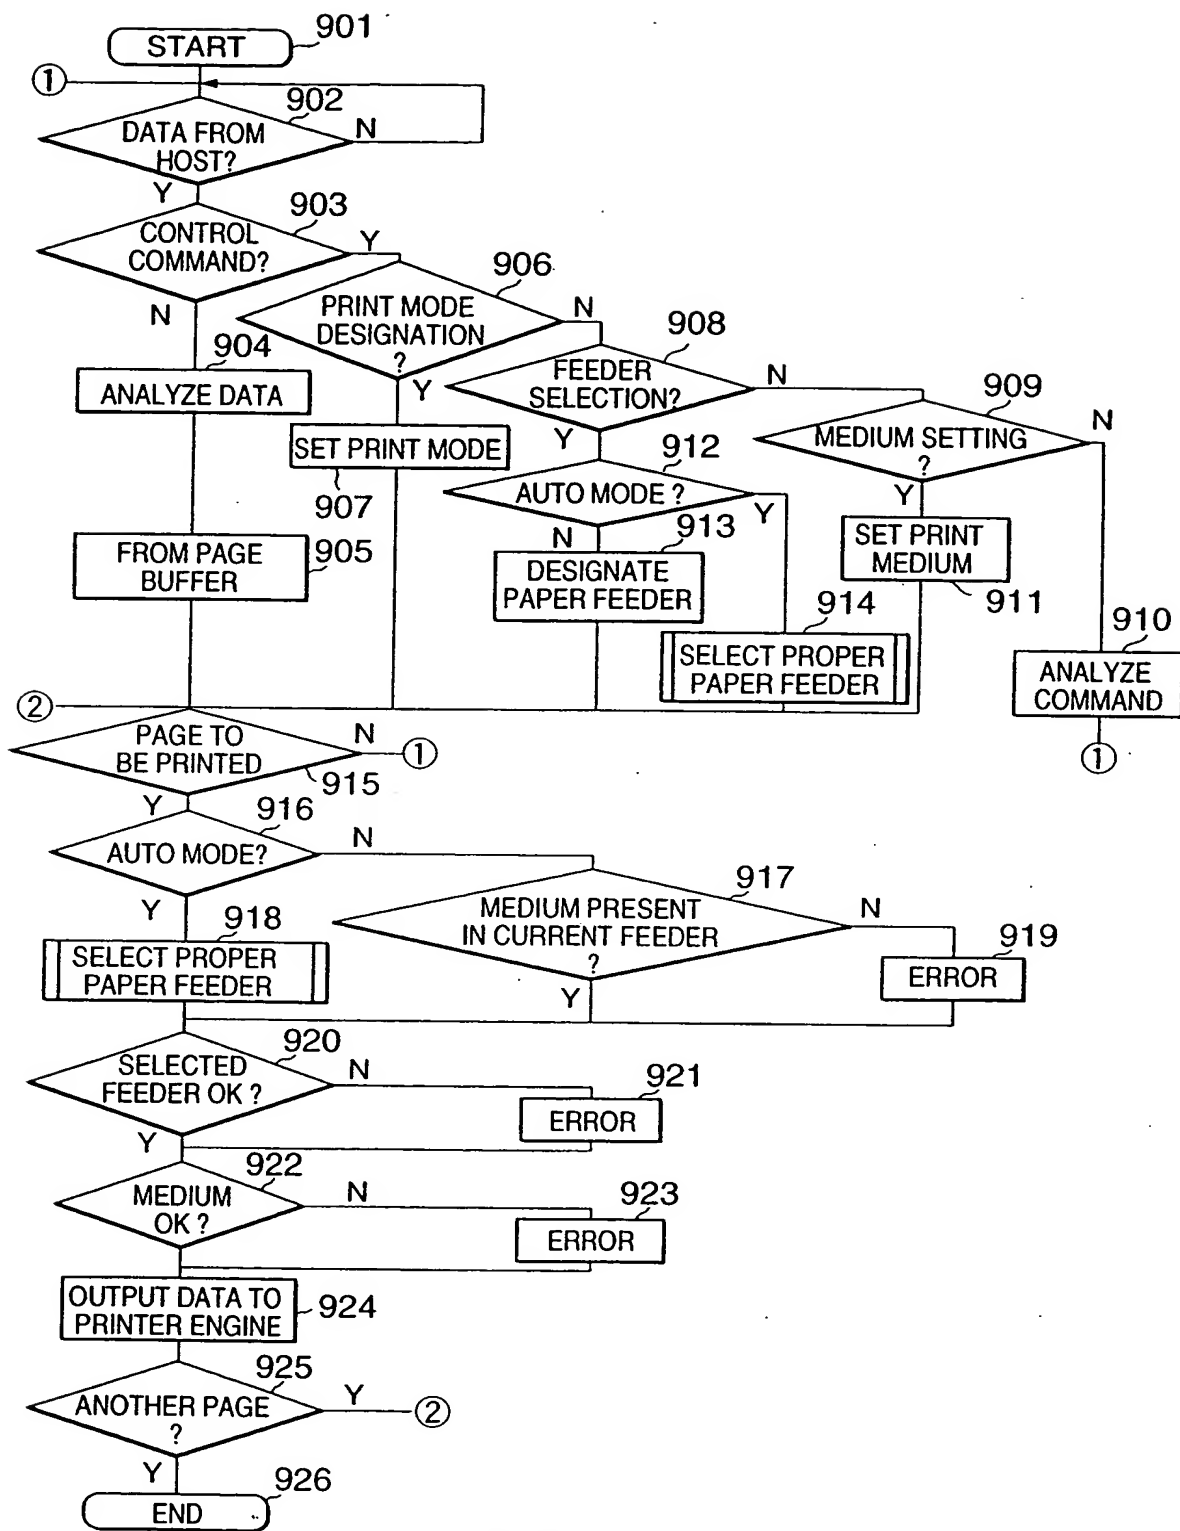 START
901
①
902
DATA FROM
HOST?
N
Y
903
CONTROL
COMMAND?
Y
N
906
PRINT MODE
DESIGNATION
?
N
Y
904
ANALYZE DATA
908
FEEDER
SELECTION?
N
Y
909
MEDIUM SETTING
?
N
Y
SET PRINT MODE
907
912
AUTO MODE ?
Y
N
913
FROM PAGE
BUFFER
905
DESIGNATE
PAPER FEEDER
SET PRINT
MEDIUM
911
914
SELECT PROPER
PAPER FEEDER
910
ANALYZE
COMMAND
①
②
PAGE TO
BE PRINTED
N
①
915
Y
916
AUTO MODE?
N
Y
917
MEDIUM PRESENT
IN CURRENT FEEDER
?
N
Y
918
SELECT PROPER
PAPER FEEDER
919
ERROR
920
SELECTED
FEEDER OK ?
N
Y
921
ERROR
922
MEDIUM
OK ?
N
923
ERROR
OUTPUT DATA TO
PRINTER ENGINE
924
925
ANOTHER PAGE
?
Y
②
Y
926
END